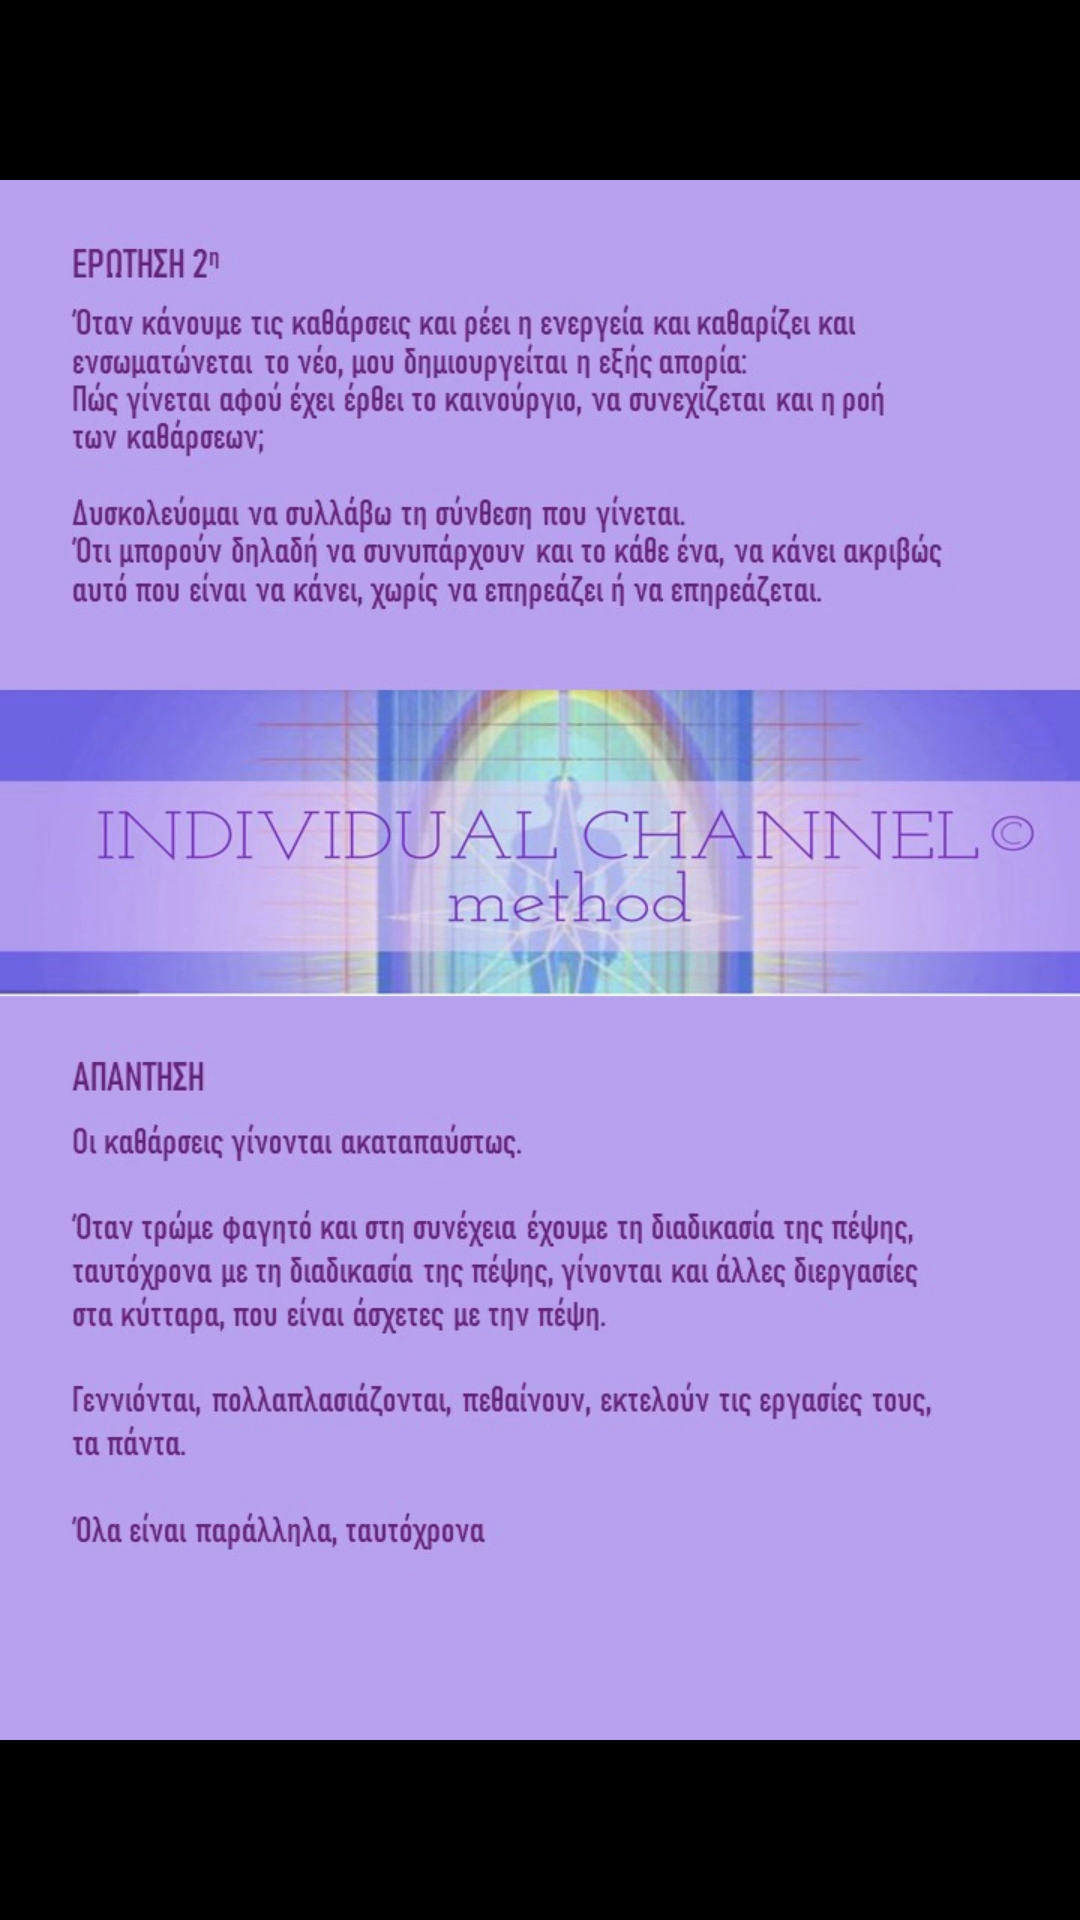 ΕΡΩΤΗΣΗ 2η
Όταν κάνουμε τις καθάρσεις και ρέει η ενεργεία και καθαρίζει και
ενσωματώνεται το νέο, μου δημιουργείται η εξής απορία:
Πώς γίνεται αφού έχει έρθει το καινούργιο, να συνεχίζεται και η ροή
των καθάρσεων;
Δυσκολεύομαι να συλλάβω τη σύνθεση που γίνεται.
Ότι μπορούν δηλαδή να συνυπάρχουν και το κάθε ένα, να κάνει ακριβώς
αυτό που είναι να κάνει, χωρίς να επηρεάζει ή να επηρεάζεται.
INDIVIDUAL CHANNEL©
method
ΑΠΑΝΤΗΣΗ
Οι καθάρσεις γίνονται ακαταπαύστως.
Όταν τρώμε φαγητό και στη συνέχεια έχουμε τη διαδικασία της πέψης,
ταυτόχρονα με τη διαδικασία της πέψης, γίνονται και άλλες διεργασίες
στα κύτταρα, που είναι άσχετες με την πέψη.
Γεννιόνται, πολλαπλασιάζονται, πεθαίνουν, εκτελούν τις εργασίες τους,
τα πάντα.
Όλα είναι παράλληλα, ταυτόχρονα